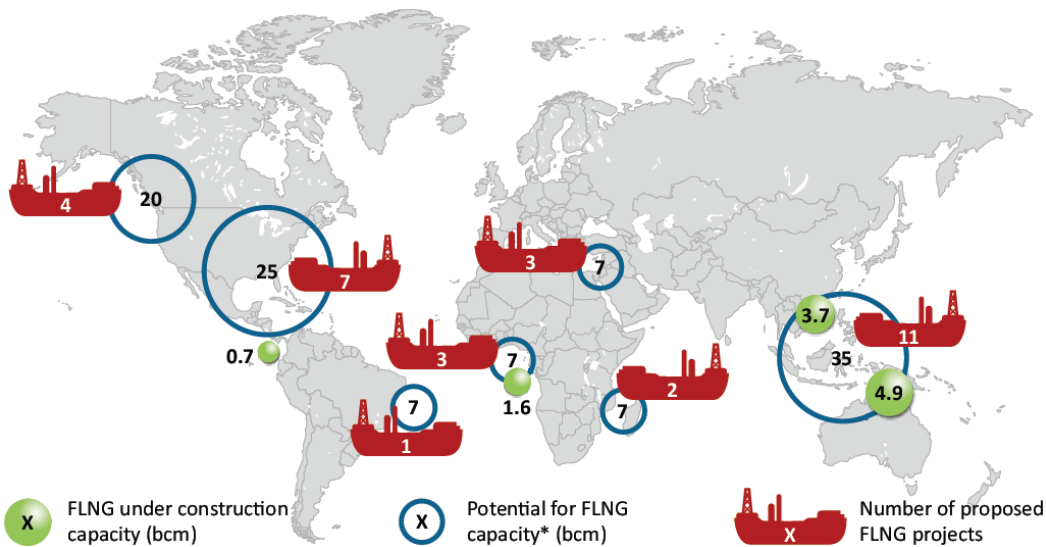 20
4
25
7
0.7
3
7
3
7
1.6
2
7
7
1
3.7
11
35
4.9
X
FLNG under construction
capacity (bcm)
X
Potential for FLNG
capacity* (bcm)
X
Number of proposed
FLNG projects